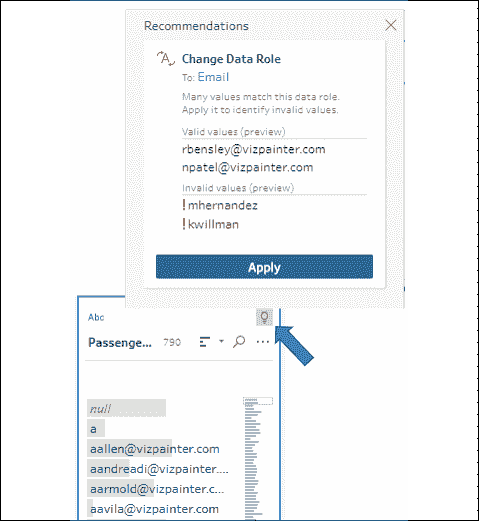 Recommendations
Change Data Role
To: Email
Many values match this data role.
Apply it to identify invalid values.
Valid values (preview)
rbensley@vizpainter.com
npatel@vizpainter.com
Invalid values (preview)
! mhernandez
! kwillman
Apply
Abc
Passenge... 790
null
a
aallen@vizpainter.com
aandreadi@vizpainter....
aarmold@vizpainter.c...
aavila@vizpainter.com